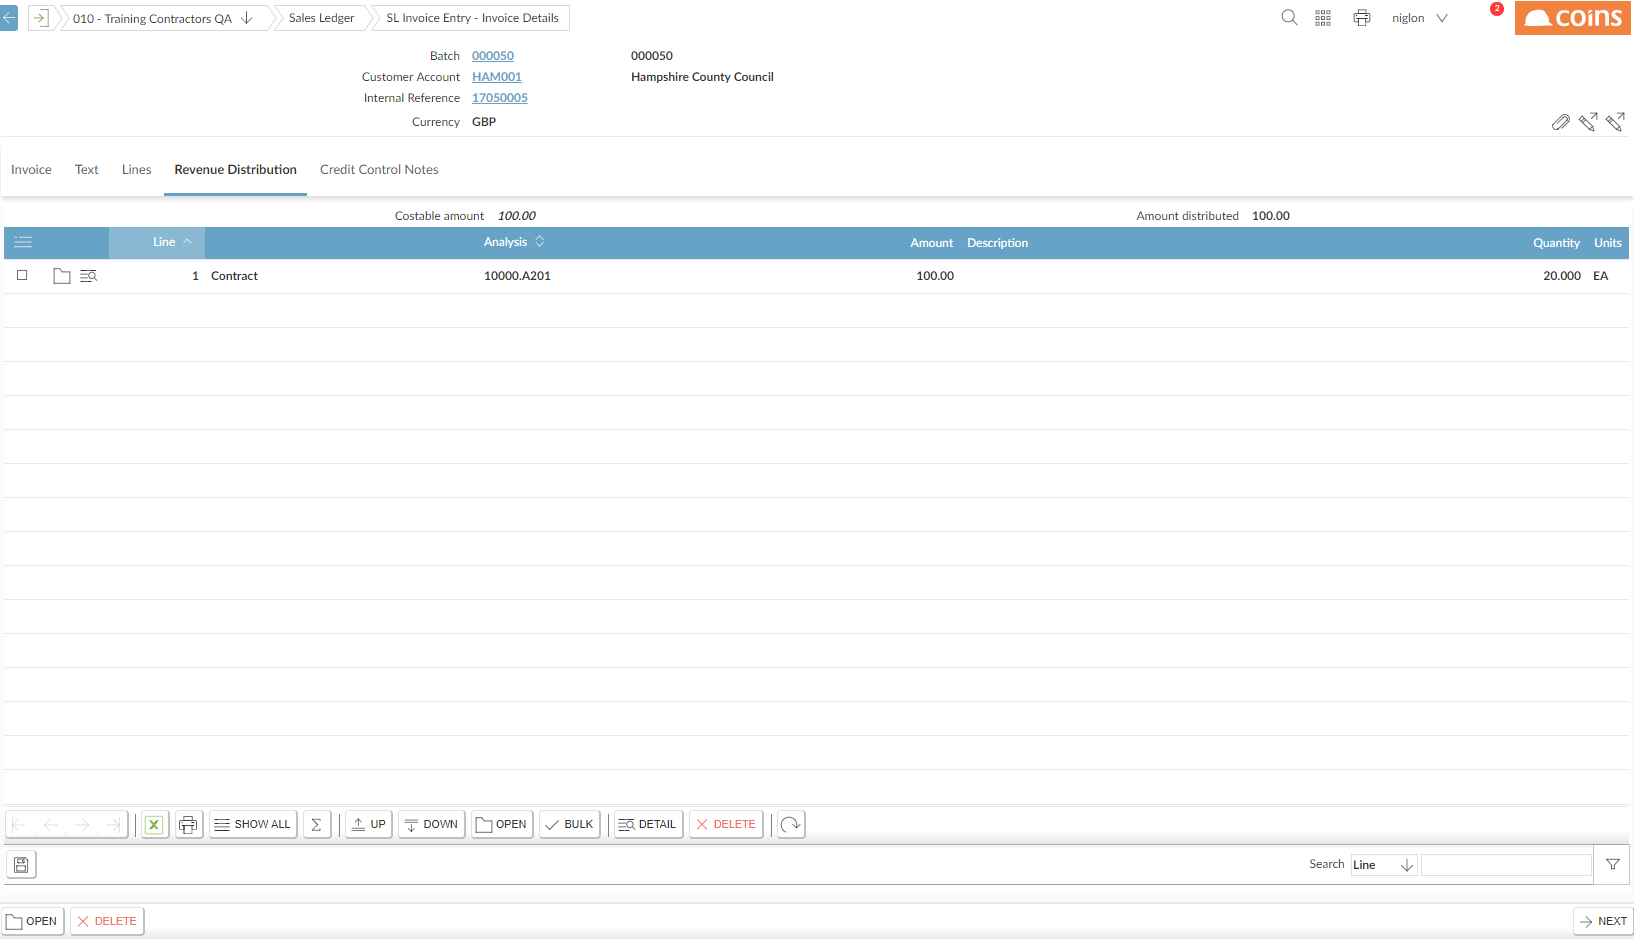 010 - Training Contractors QA
Sales Ledger
SL Invoice Entry - Invoice Details
niglon
2
coins
Batch 000050 000050
Customer Account HAM001 Hampshire County Council
Internal Reference 17050005
Currency GBP
Invoice Text Lines Revenue Distribution Credit Control Notes
Costable amount 100.00 Amount distributed 100.00
Line Analysis Amount Description Quantity Units
1 Contract 10000.A201 100.00 20.000 EA
SHOW ALL Σ UP DOWN OPEN BULK DETAIL DELETE
Search Line
OPEN DELETE NEXT